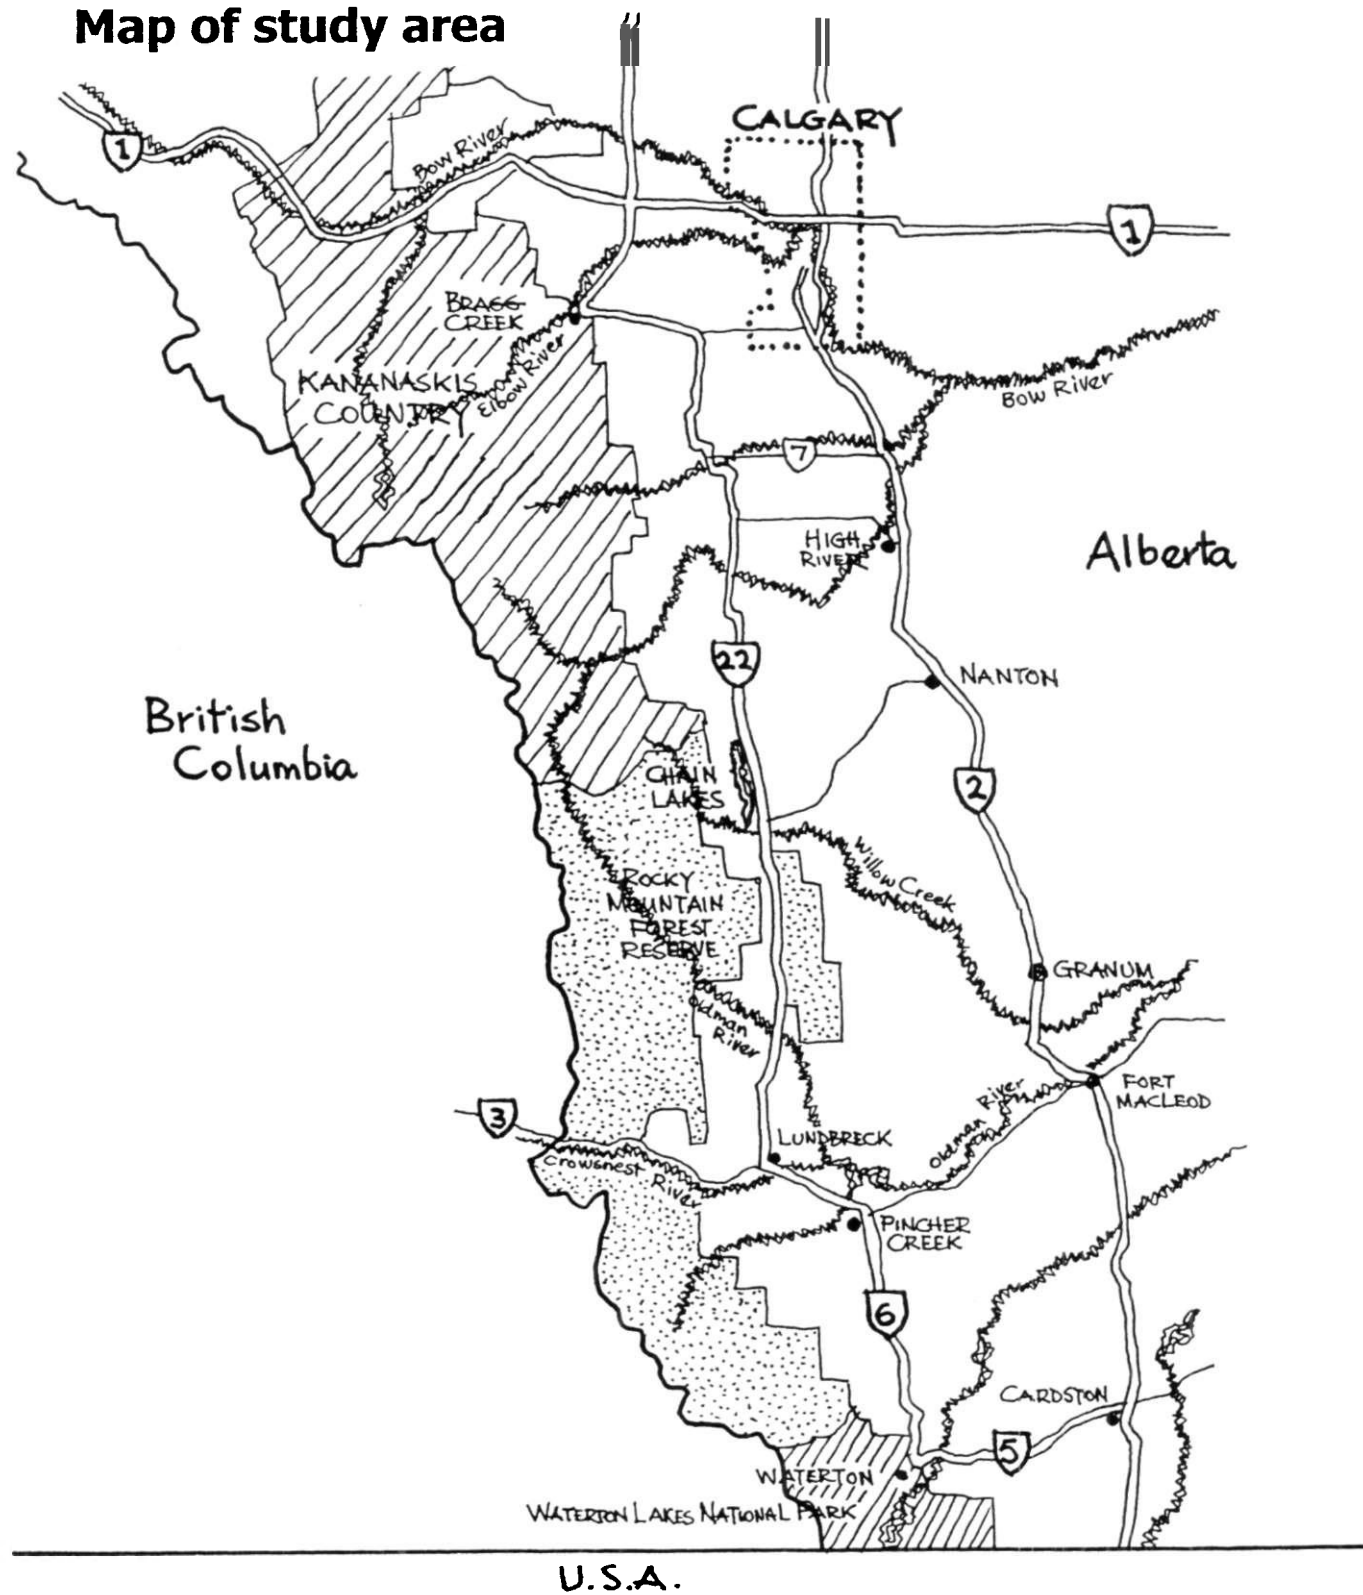 Map of study area
CALGARY
1
Bow River
1
BRAGG
CREEK
Elbow River
KANANASKIS
COUNTRY
Bow River
7
HIGH
RIVER
Alberta
22
NANTON
British
Columbia
CHAIN
LAKES
2
Willow Creek
ROCKY
MOUNTAIN
FOREST
RESERVE
GRANUM
Oldman
River
FORT
MACLEOD
3
Oldman River
LUNDBRECK
Crowsnest River
PINCHER
CREEK
6
CARDSTON
5
WATERTON
WATERTON LAKES NATIONAL PARK
U.S.A.